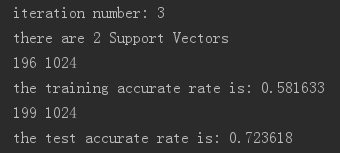 iteration number: 3
there are 2 Support Vectors
196 1024
the training accurate rate is: 0.581633
199 1024
the test accurate rate is: 0.723618